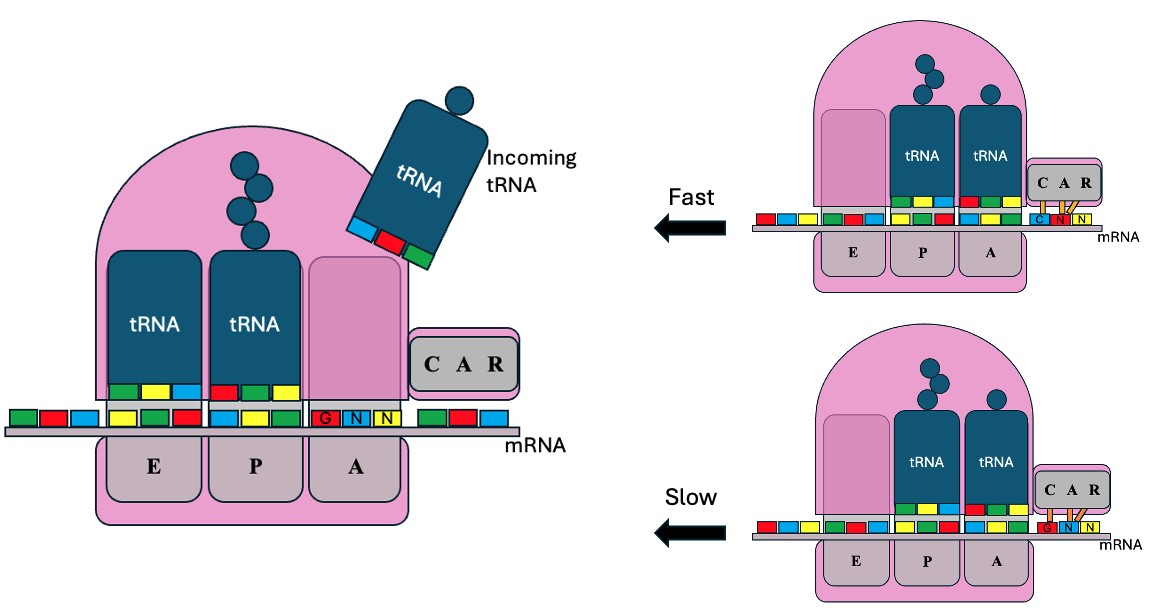 tRNA
Incoming
tRNA
tRNA
tRNA
C A R
G N N
mRNA
E P A
Fast
tRNA
tRNA
C A R
C N N
mRNA
E P A
Slow
tRNA
tRNA
C A R
G N N
mRNA
E P A